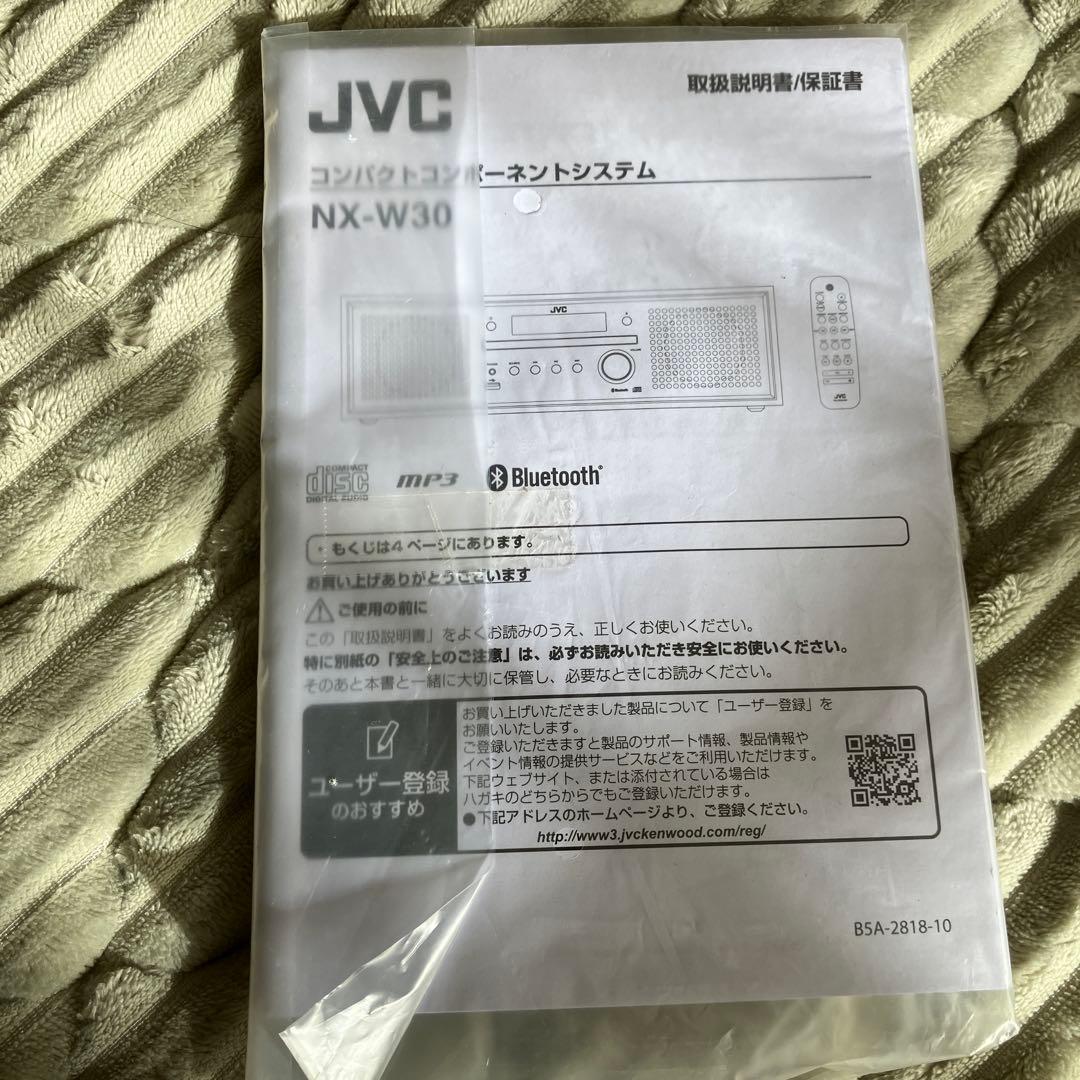 JVC
取扱説明書/保証書
コンパクトコンポーネントシステム
NX-W30
JVC
JVC
Bluetooth
COMPACT
disc
DIGITAL AUDIO
MP3
Bluetooth®
・もくじは4ページにあります。
お買い上げありがとうございます
ご使用の前に
この「取扱説明書」をよくお読みのうえ、正しくお使いください。
特に別紙の「安全上のご注意」は、必ずお読みいただき安全にお使いください。
そのあと本書と一緒に大切に保管し、必要なときにお読みください。
ユーザー登録
のおすすめ
お買い上げいただきました製品について「ユーザー登録」を
お願いいたします。
ご登録いただきますと製品のサポート情報、製品情報や
イベント情報の提供サービスなどをご利用いただけます。
下記ウェブサイト、または添付されている場合は
ハガキのどちらからでもご登録いただけます。
●下記アドレスのホームページより、ご登録ください。
http://www3.jvckenwood.com/reg/
B5A-2818-10